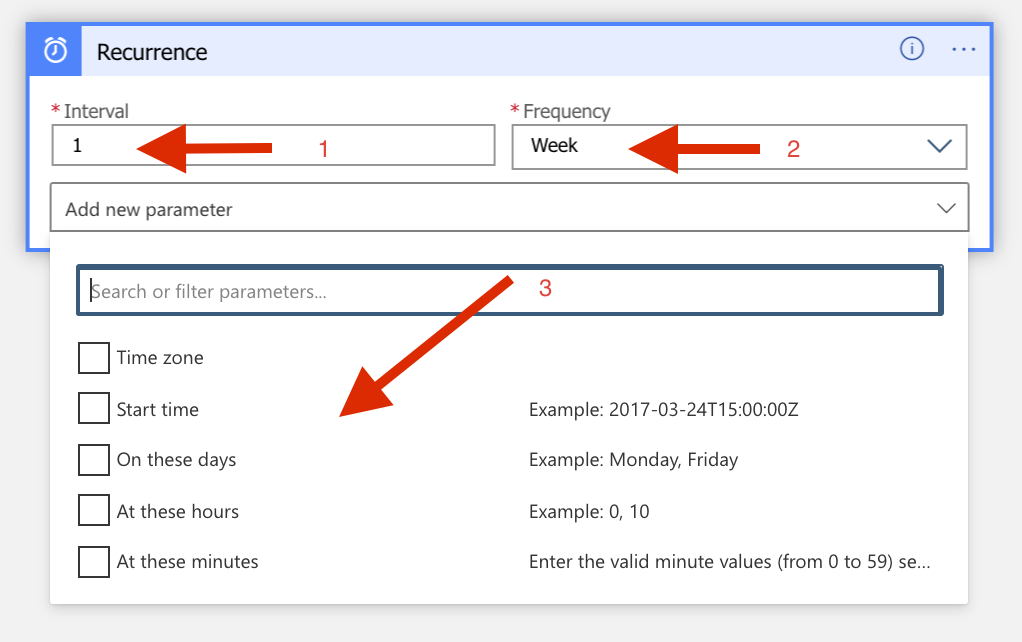 Recurrence
* Interval
* Frequency
1
1
Week
2
Add new parameter
Search or filter parameters...
3
Time zone
Start time
Example: 2017-03-24T15:00:00Z
On these days
Example: Monday, Friday
At these hours
Example: 0, 10
At these minutes
Enter the valid minute values (from 0 to 59) se...